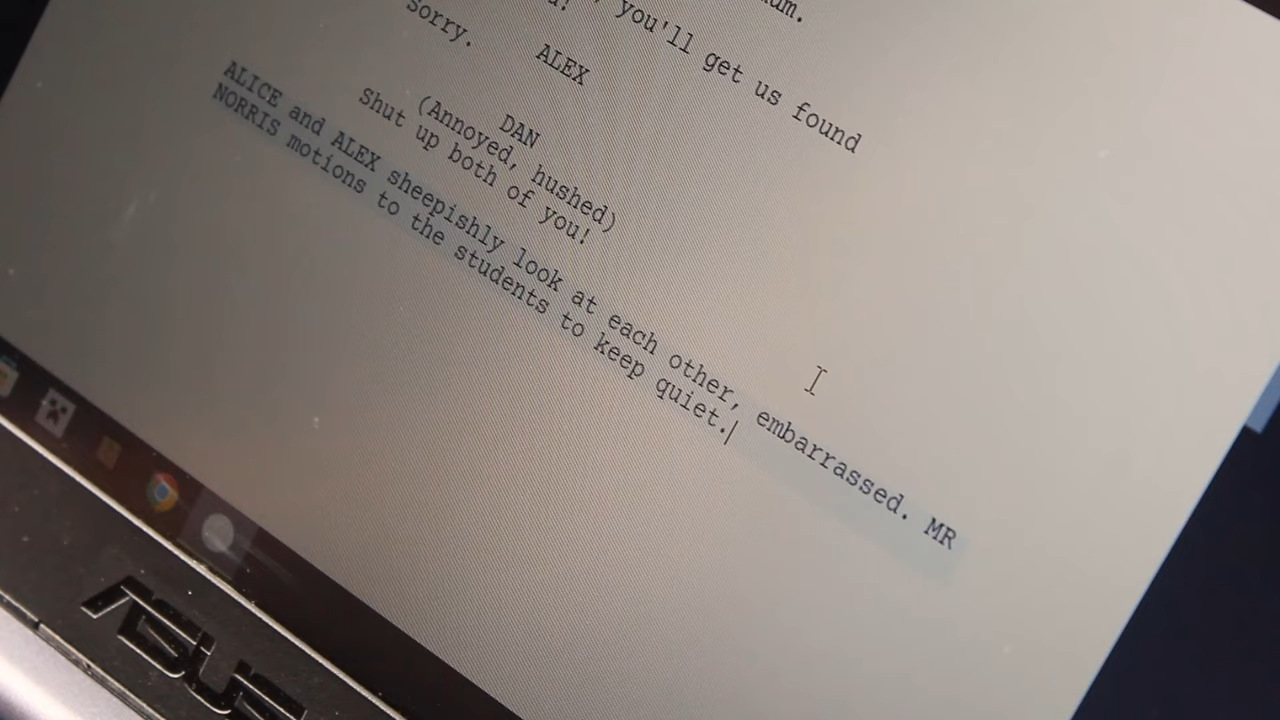 you'll get us found
ALEX
Sorry.
DAN
(Annoyed, hushed)
Shut up both of you!
ALICE and ALEX sheepishly look at each other, embarrassed. MR
NORRIS motions to the students to keep quiet.
ASUS